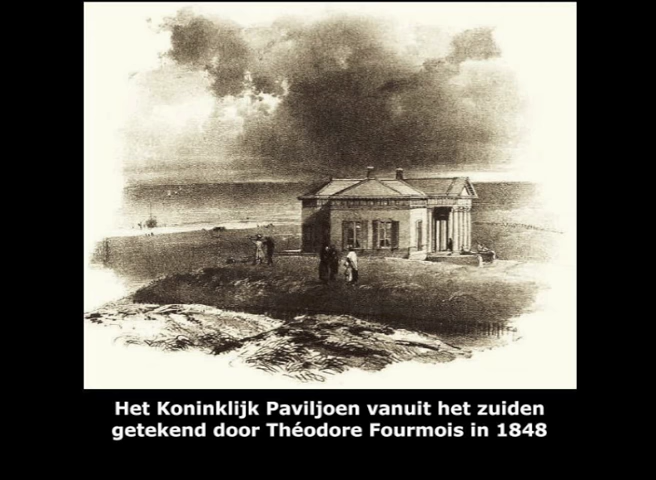 Het Koninklijk Paviljoen vanuit het zuiden
getekend door Théodore Fourmois in 1848